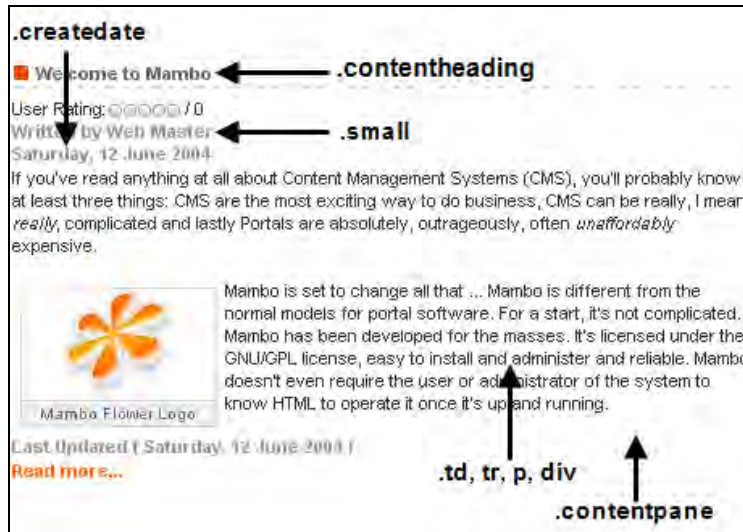 .createdate
Welcome to Mambo
.contentheading
User Rating: / 0
Written by Web Master
.small
Saturday, 12 June 2004
If you've read anything at all about Content Management Systems (CMS), you'll probably know
at least three things: CMS are the most exciting way to do business, CMS can be really, I mean
really, complicated and lastly Portals are absolutely, outrageously, often unaffordably
expensive.
Mambo is set to change all that ... Mambo is different from the
normal models for portal software. For a start, it's not complicated.
Mambo has been developed for the masses. It's licensed under the
GNU/GPL license, easy to install and administer and reliable. Mambo
doesn't even require the user or administrator of the system to
know HTML to operate it once it's up and running.
Mambo Flower Logo
Last Updated ( Saturday, 12 June 2004 )
Read more...
.td, tr, p, div
.contentpane